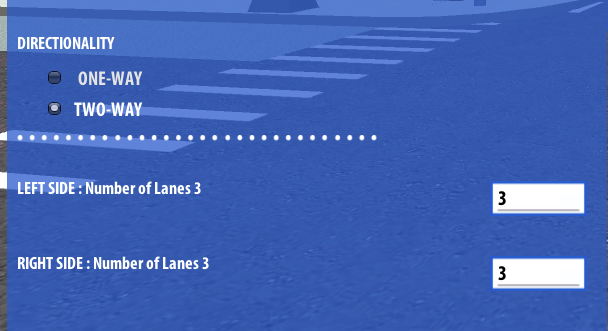 DIRECTIONALITY
ONE-WAY
TWO-WAY
LEFT SIDE : Number of Lanes 3
3
RIGHT SIDE : Number of Lanes 3
3